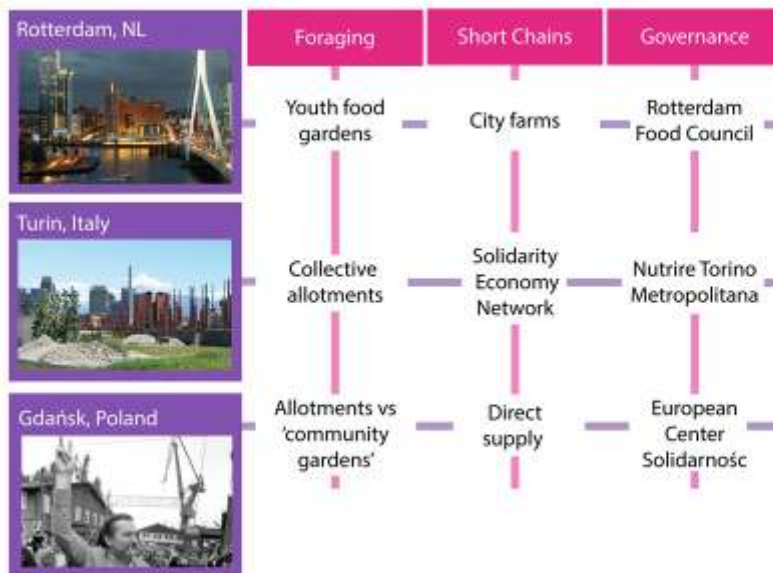 Rotterdam, NL
Foraging
Short Chains
Governance
Youth food
gardens
City farms
Rotterdam
Food Council
Turin, Italy
Collective
allotments
Solidarity
Economy
Network
Nutrire Torino
Metropolitana
Gdańsk, Poland
Allotments vs
‘community
gardens’
Direct
supply
European
Center
Solidarnośc